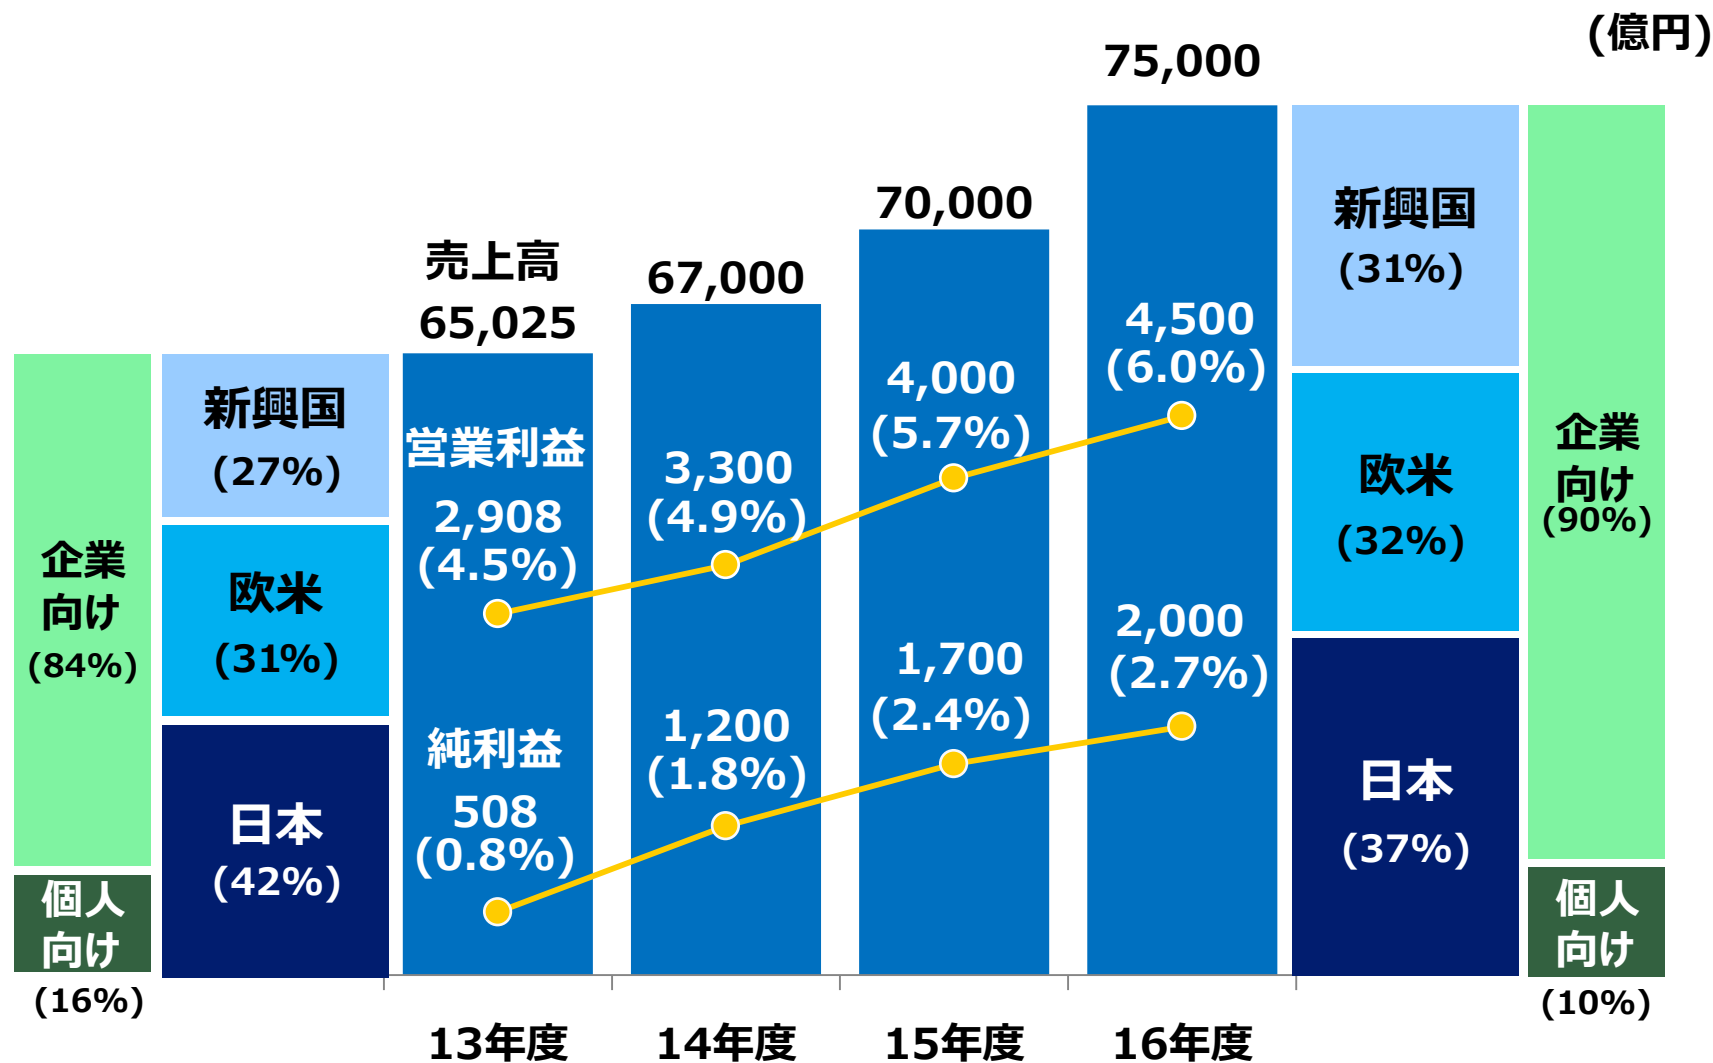 (億円)
企業
向け
(84%)
個人
向け
(16%)
新興国
(27%)
欧米
(31%)
日本
(42%)
売上高
65,025
営業利益
2,908
(4.5%)
純利益
508
(0.8%)
13年度
67,000
3,300
(4.9%)
1,200
(1.8%)
14年度
70,000
4,000
(5.7%)
1,700
(2.4%)
15年度
75,000
4,500
(6.0%)
2,000
(2.7%)
16年度
新興国
(31%)
欧米
(32%)
日本
(37%)
企業
向け
(90%)
個人
向け
(10%)